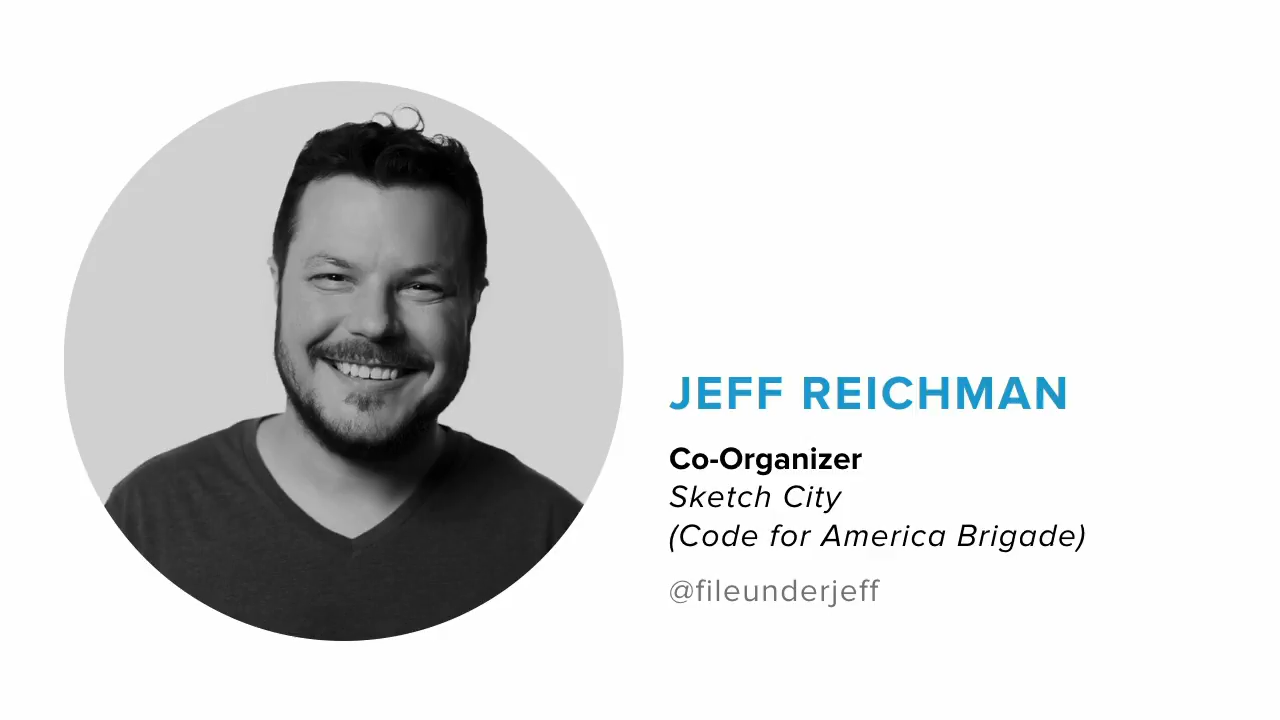 JEFF REICHMAN
Co-Organizer
Sketch City
(Code for America Brigade)
@fileunderjeff